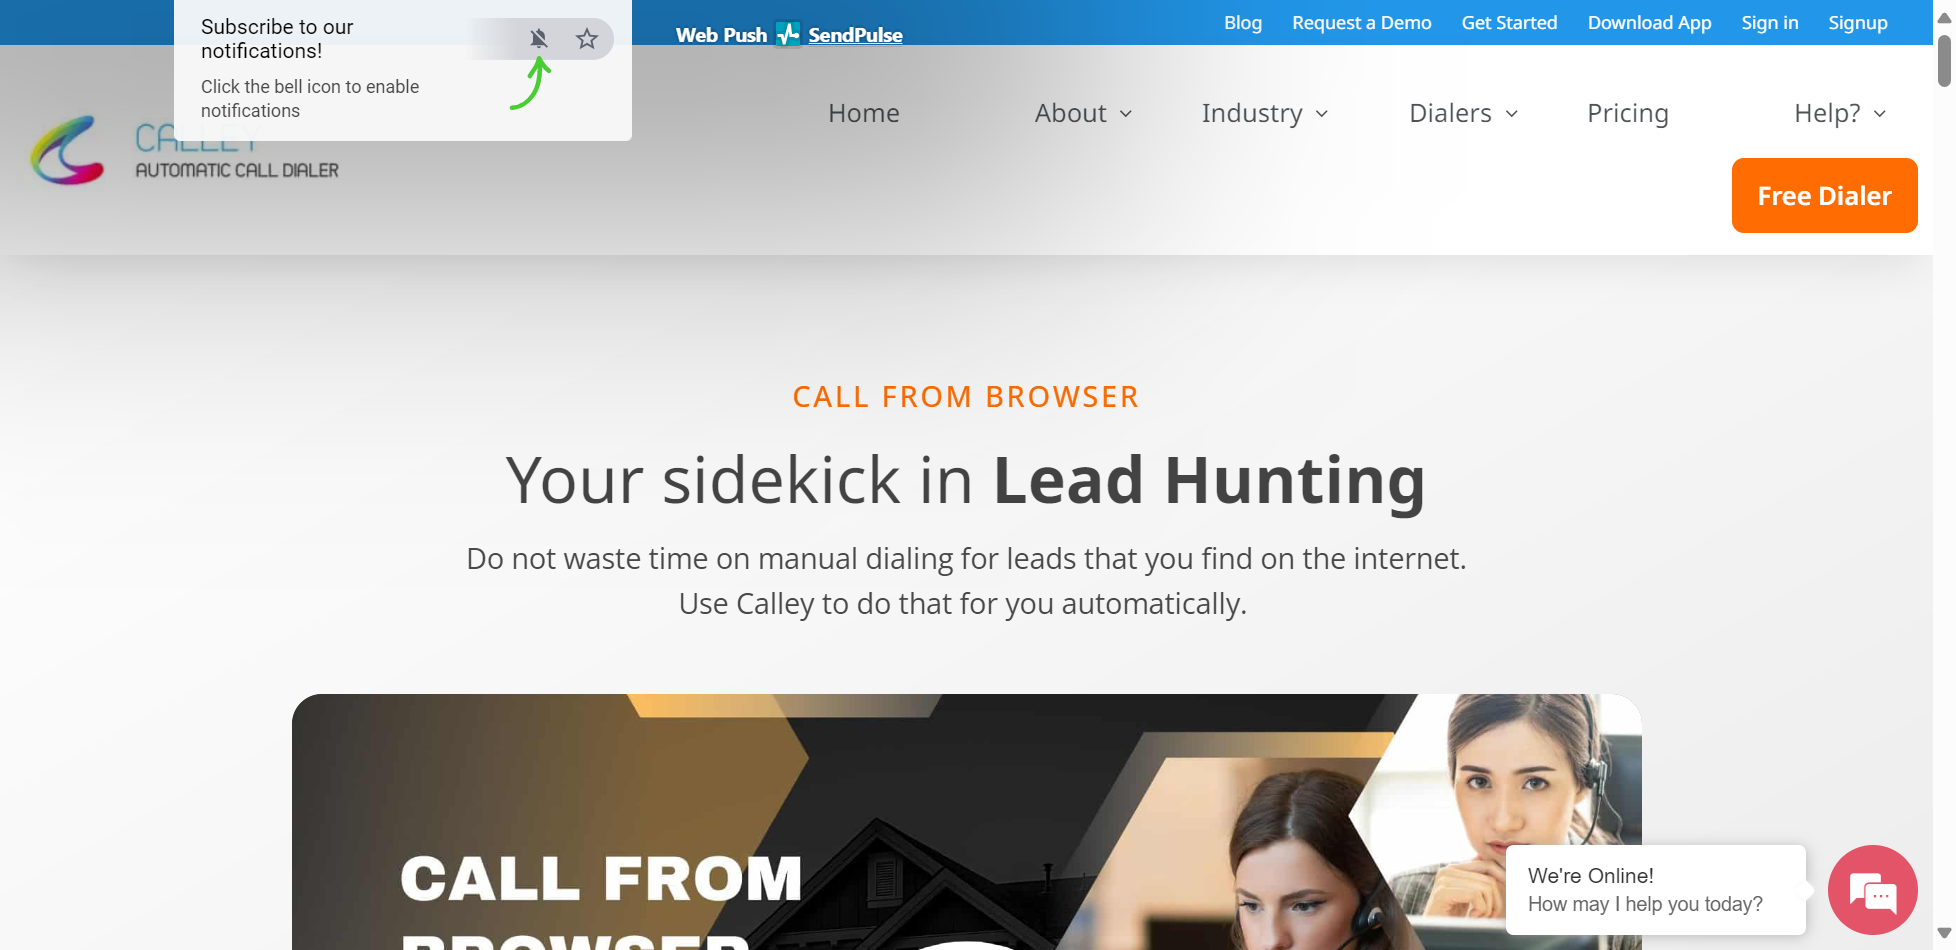 Subscribe to our
notifications!
Click the bell icon to enable
notifications
Web Push SendPulse
Blog Request a Demo Get Started Download App Sign in Signup
CALLEY
AUTOMATIC CALL DIALER
Home About Industry Dialers Pricing Help?
Free Dialer
CALL FROM BROWSER
Your sidekick in Lead Hunting
Do not waste time on manual dialing for leads that you find on the internet.
Use Calley to do that for you automatically.
CALL FROM
BROWSER
We're Online!
How may I help you today?